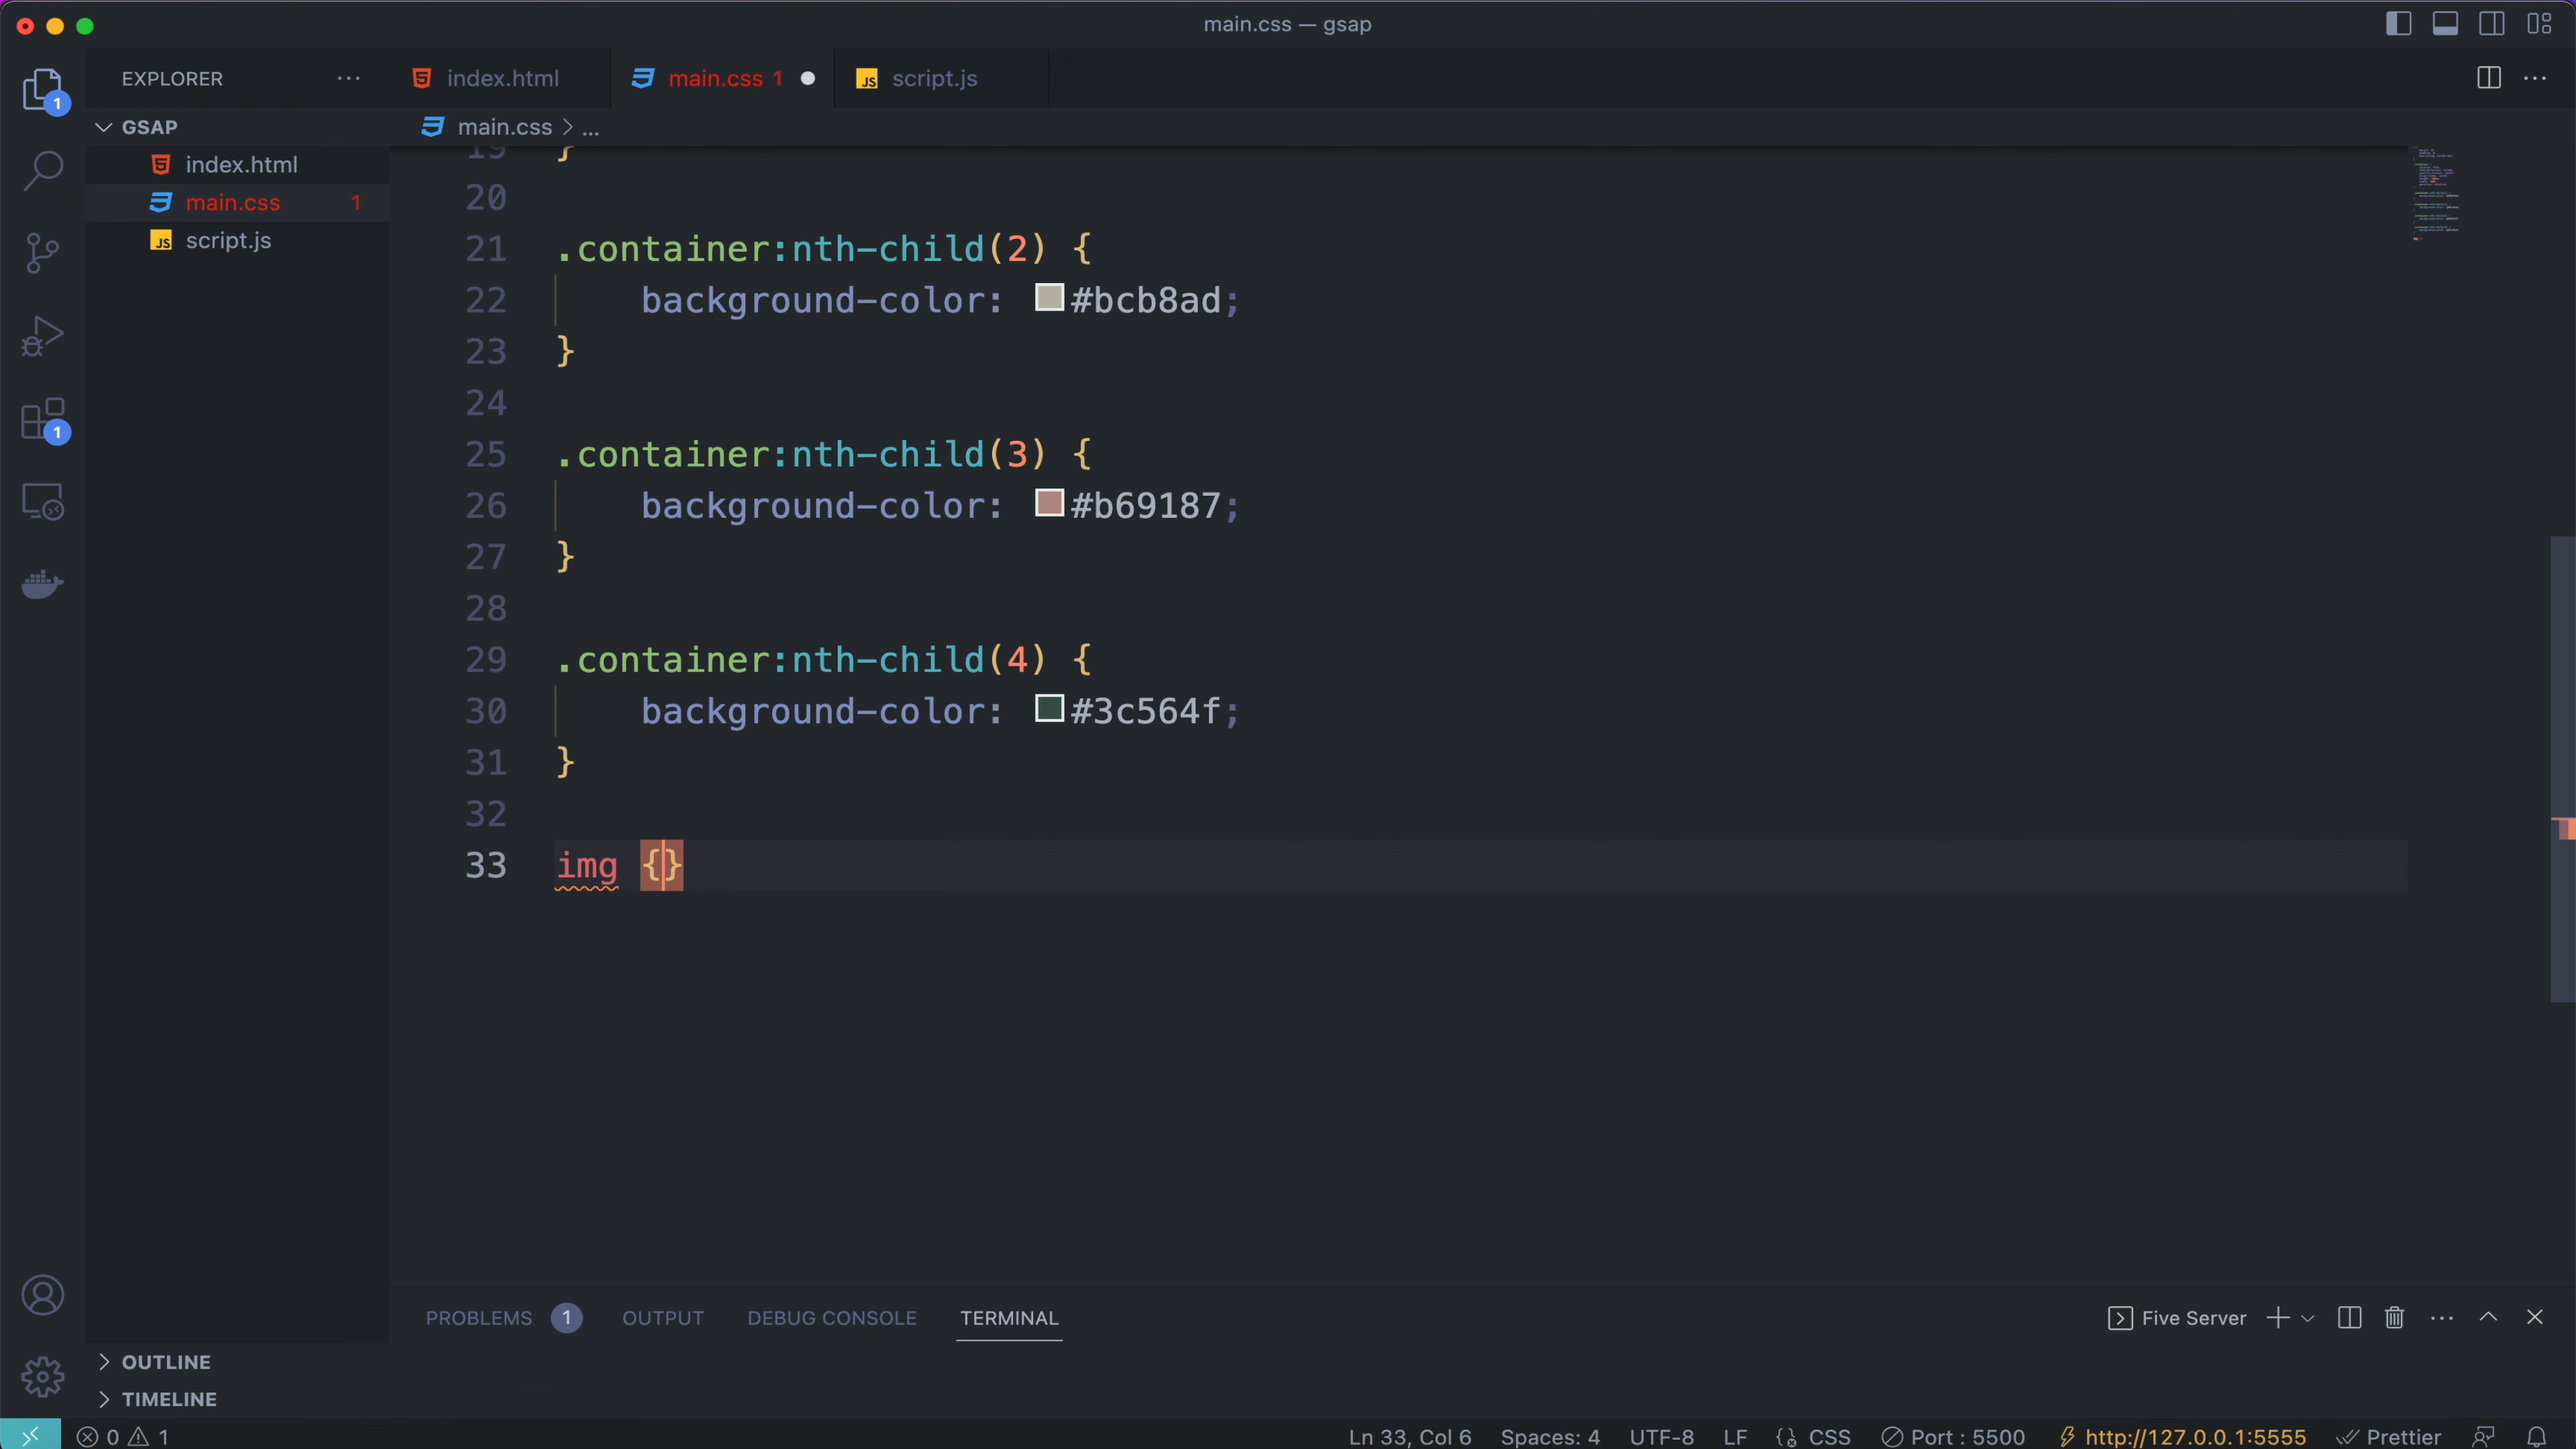 main.css — gsap
EXPLORER
index.html
main.css 1
script.js
1
GSAP
main.css > ...
index.html
main.css 1
script.js
1
19 }
20
21 .container:nth-child(2) {
22 background-color: #bcb8ad;
23 }
24
25 .container:nth-child(3) {
26 background-color: #b69187;
27 }
28
29 .container:nth-child(4) {
30 background-color: #3c564f;
31 }
32
33 img {}
PROBLEMS 1 OUTPUT DEBUG CONSOLE TERMINAL
Five Server
OUTLINE
TIMELINE
0 1 Ln 33, Col 6 Spaces: 4 UTF-8 LF CSS Port : 5500 http://127.0.0.1:5555 Prettier